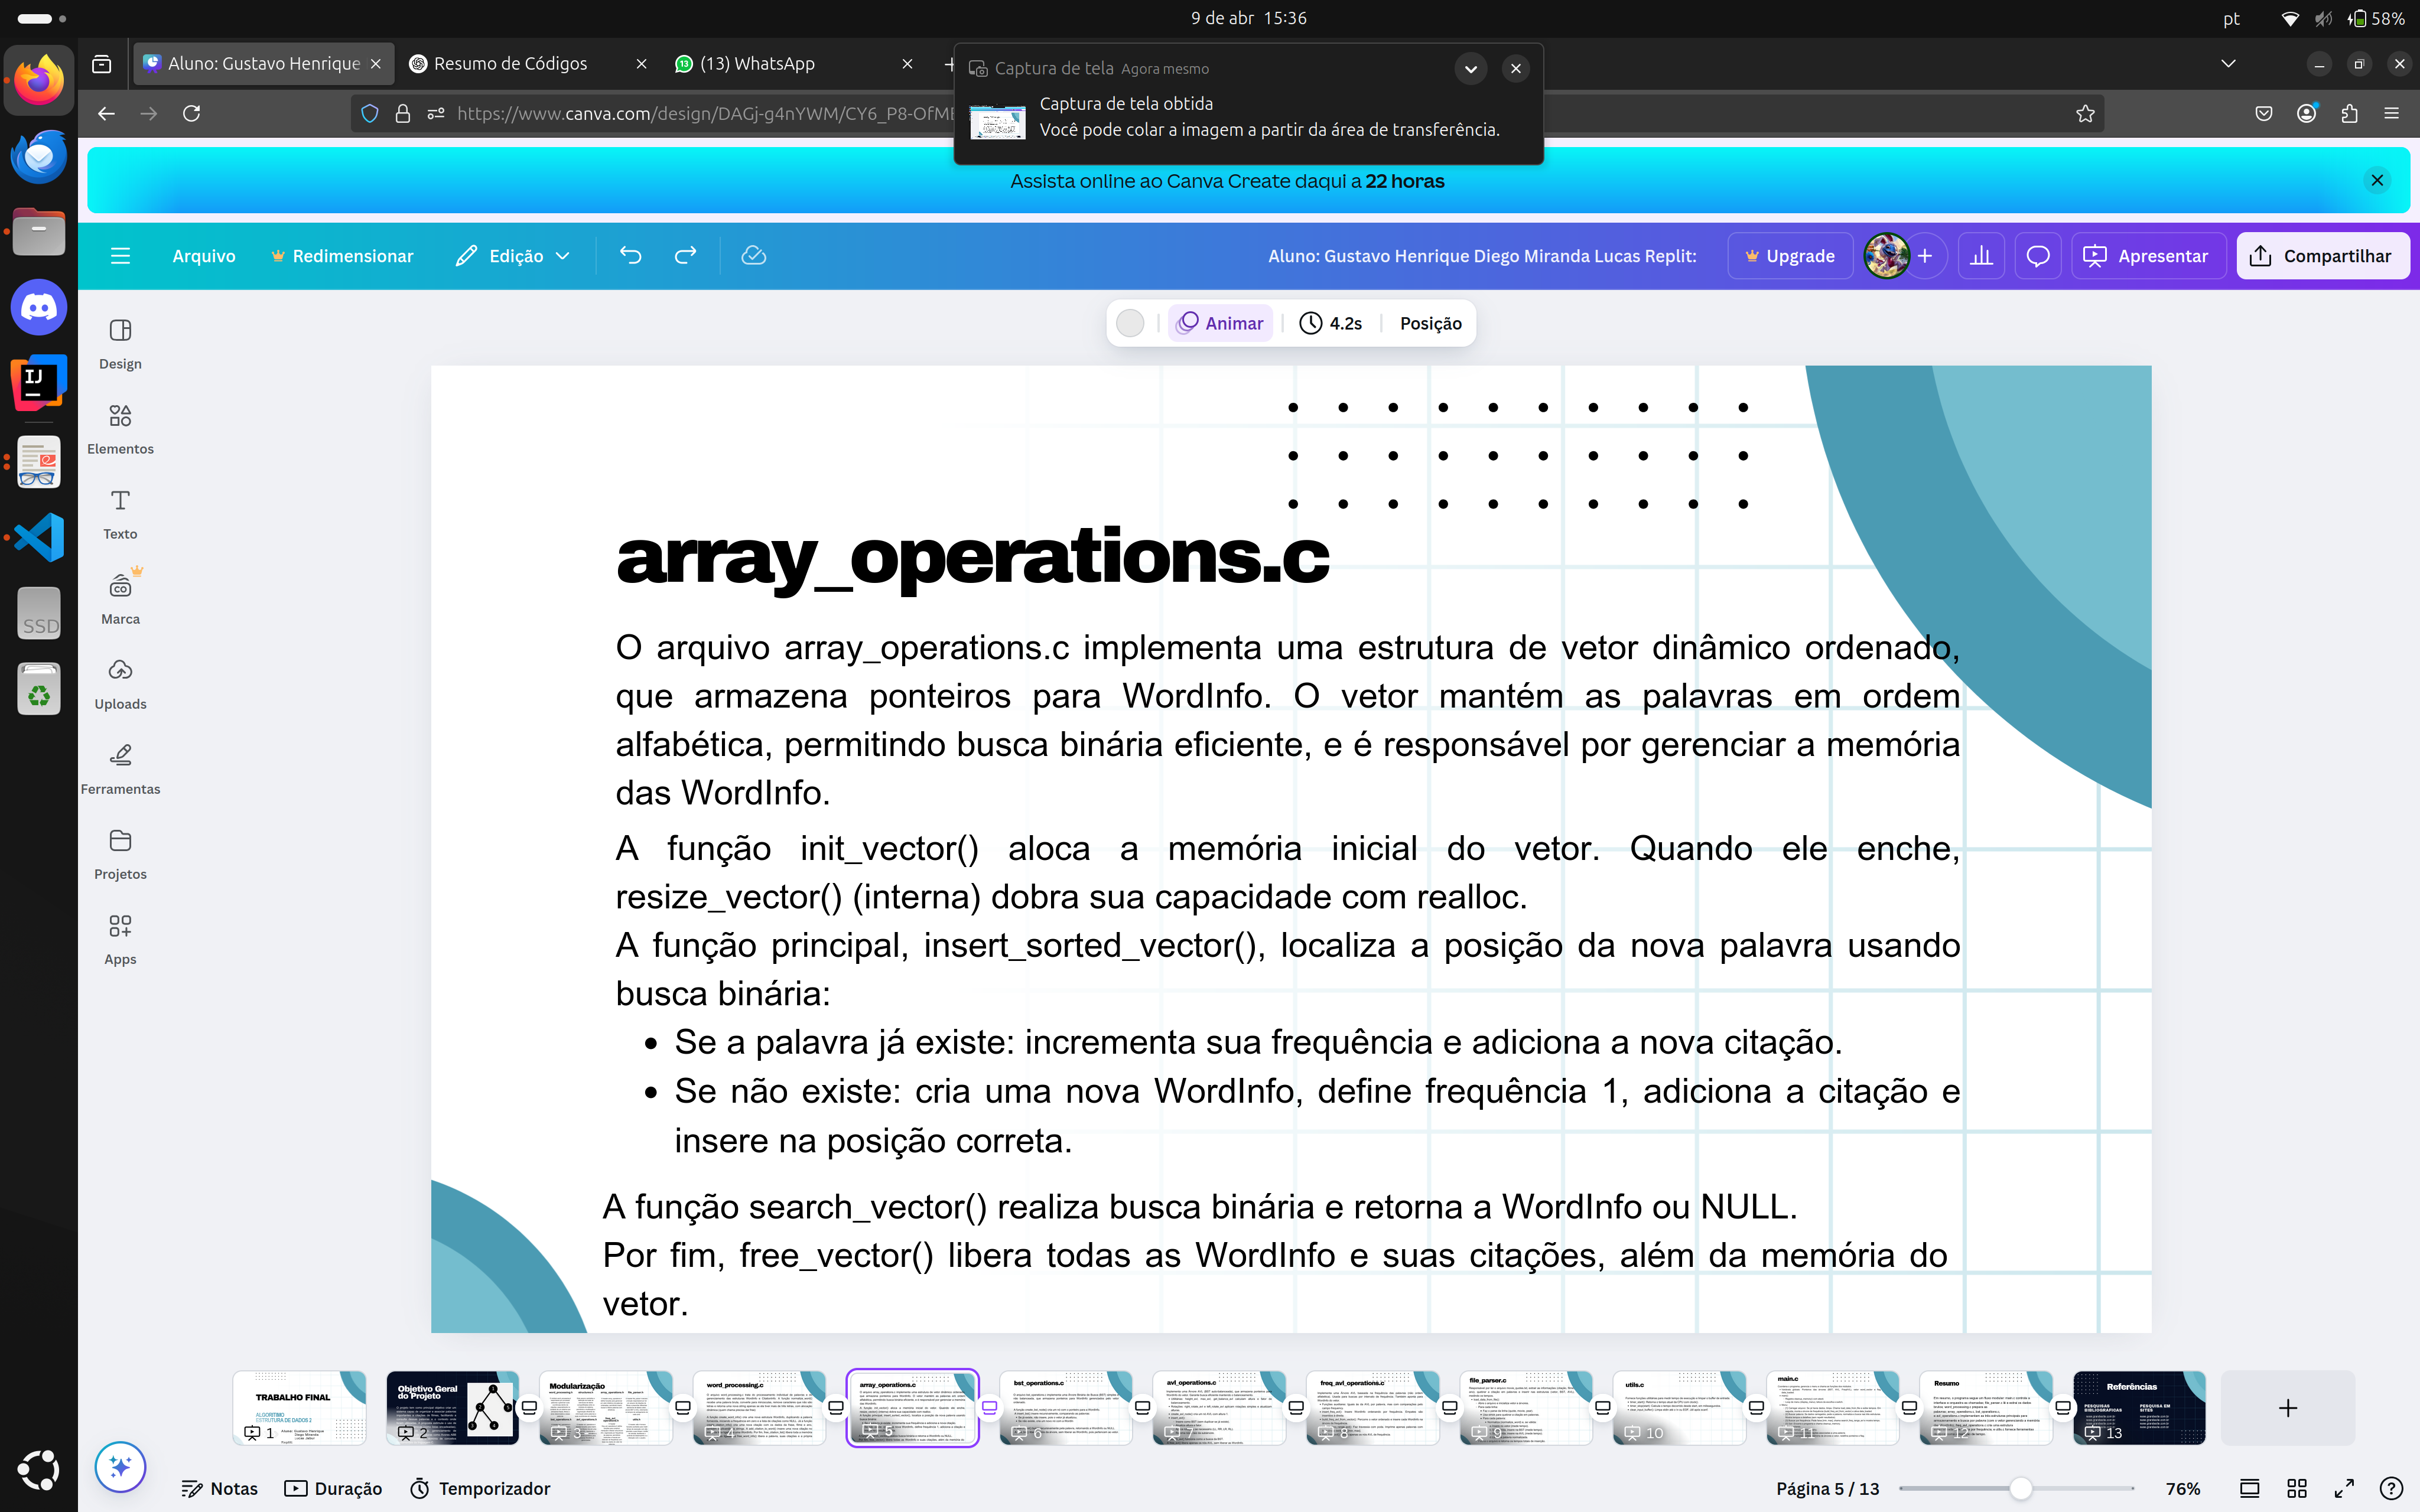 9 de abr 15:36
pt
58%
Aluno: Gustavo Henrique
Resumo de Códigos
(13) WhatsApp
https://www.canva.com/design/DAGj-g4nYWM/CY6_P8-OfM
Captura de tela Agora mesmo
Captura de tela obtida
Você pode colar a imagem a partir da área de transferência.
Assista online ao Canva Create daqui a 22 horas
Arquivo
Redimensionar
Edição
Aluno: Gustavo Henrique Diego Miranda Lucas Replit:
Upgrade
Apresentar
Compartilhar
Animar
4.2s
Posição
Design
Elementos
Texto
Marca
Uploads
Ferramentas
Projetos
Apps
IJ
SSD
array_operations.c
O arquivo array_operations.c implementa uma estrutura de vetor dinâmico ordenado,
que armazena ponteiros para WordInfo. O vetor mantém as palavras em ordem
alfabética, permitindo busca binária eficiente, e é responsável por gerenciar a memória
das WordInfo.
A função init_vector() aloca a memória inicial do vetor. Quando ele enche,
resize_vector() (interna) dobra sua capacidade com realloc.
A função principal, insert_sorted_vector(), localiza a posição da nova palavra usando
busca binária:
Se a palavra já existe: incrementa sua frequência e adiciona a nova citação.
Se não existe: cria uma nova WordInfo, define frequência 1, adiciona a citação e
insere na posição correta.
A função search_vector() realiza busca binária e retorna a WordInfo ou NULL.
Por fim, free_vector() libera todas as WordInfo e suas citações, além da memória do
vetor.
TRABALHO FINAL
ALGORITIMO
ESTRUTURA DE DADOS 2
1
Objetivo Geral
do Projeto
2
Modularização
3
word_processing.c
4
array_operations.c
5
bst_operations.c
6
avl_operations.c
7
freq_avl_operations.c
8
file_parser.c
9
utils.c
10
main.c
11
Resumo
12
Referências
13
Notas
Duração
Temporizador
Página 5 / 13
76%